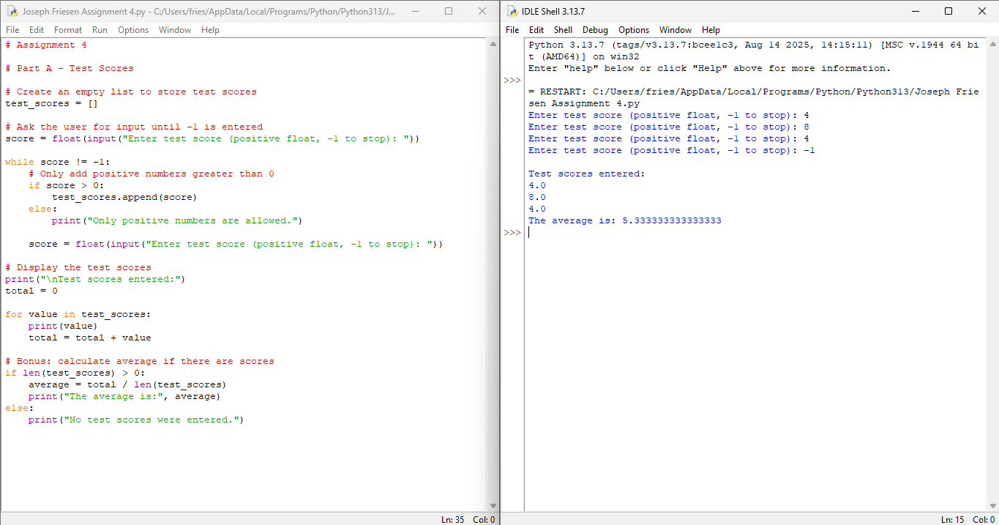 Joseph Friesen Assignment 4.py - C:/Users/fries/AppData/Local/Programs/Python/Python313/J...
File Edit Format Run Options Window Help
# Assignment 4

# Part A - Test Scores

# Create an empty list to store test scores
test_scores = []

# Ask the user for input until -1 is entered
score = float(input("Enter test score (positive float, -1 to stop): "))

while score != -1:
    # Only add positive numbers greater than 0
    if score > 0:
        test_scores.append(score)
    else:
        print("Only positive numbers are allowed.")

    score = float(input("Enter test score (positive float, -1 to stop): "))

# Display the test scores
print("\nTest scores entered:")
total = 0

for value in test_scores:
    print(value)
    total = total + value

# Bonus: calculate average if there are scores
if len(test_scores) > 0:
    average = total / len(test_scores)
    print("The average is:", average)
else:
    print("No test scores were entered.")
Ln: 35 Col: 0
IDLE Shell 3.13.7
File Edit Shell Debug Options Window Help
Python 3.13.7 (tags/v3.13.7:bcee1c3, Aug 14 2025, 14:15:11) [MSC v.1944 64 bi
t (AMD64)] on win32
Enter "help" below or click "Help" above for more information.
>>>
= RESTART: C:/Users/fries/AppData/Local/Programs/Python/Python313/Joseph Frie
sen Assignment 4.py
Enter test score (positive float, -1 to stop): 4
Enter test score (positive float, -1 to stop): 8
Enter test score (positive float, -1 to stop): 4
Enter test score (positive float, -1 to stop): -1

Test scores entered:
4.0
8.0
4.0
The average is: 5.333333333333333
>>>
Ln: 15 Col: 0